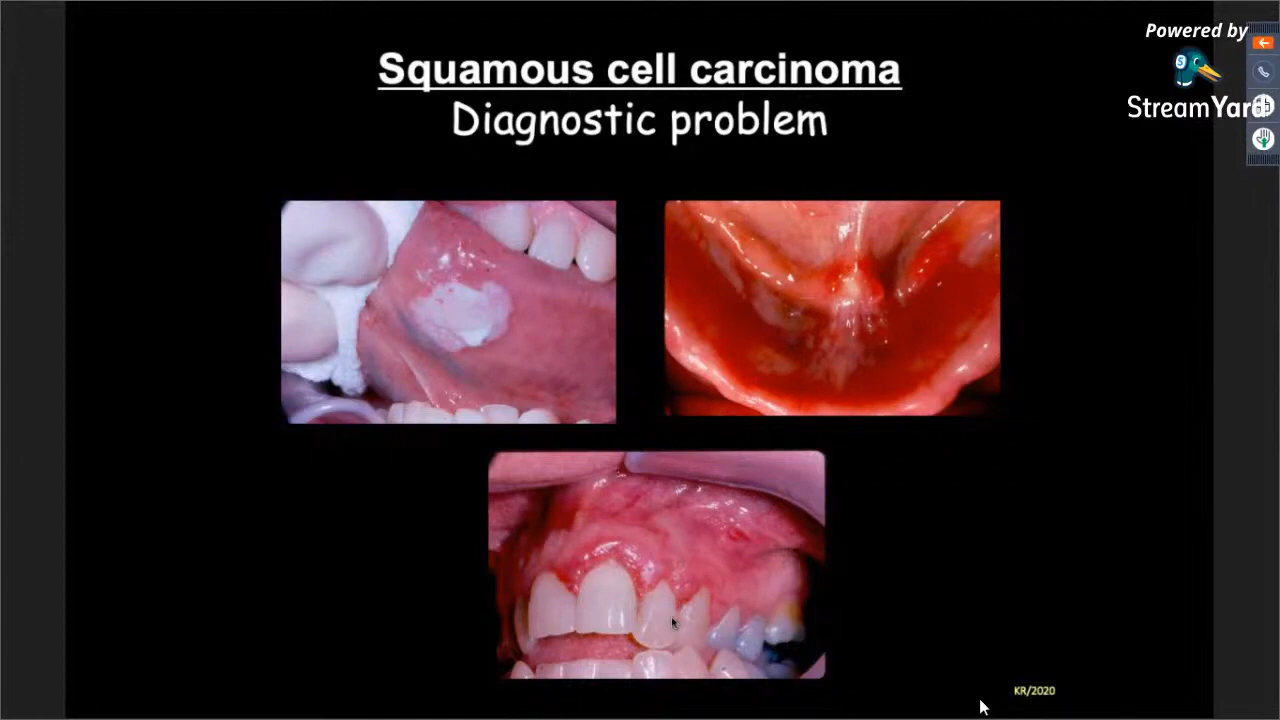 Squamous cell carcinoma
Diagnostic problem
Powered by
StreamYard
KR/2020